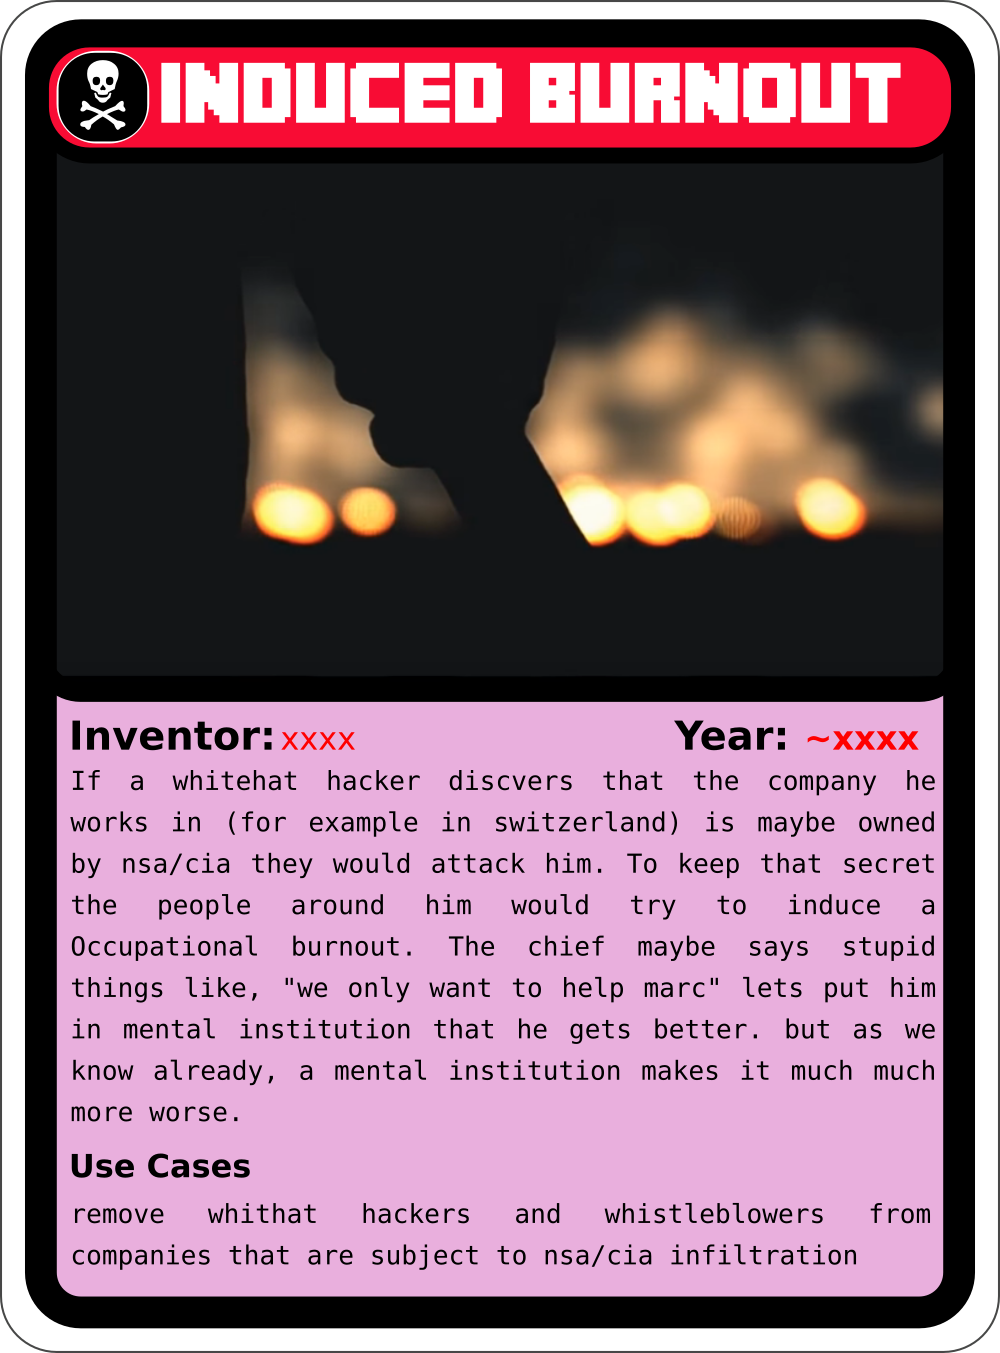 INDUCED BURNOUT
Inventor: xxxx Year: ~xxxx
If a whitehat hacker discvers that the company he
works in (for example in switzerland) is maybe owned
by nsa/cia they would attack him. To keep that secret
the people around him would try to induce a
Occupational burnout. The chief maybe says stupid
things like, "we only want to help marc" lets put him
in mental institution that he gets better. but as we
know already, a mental institution makes it much much
more worse.
Use Cases
remove whithat hackers and whistleblowers from
companies that are subject to nsa/cia infiltration